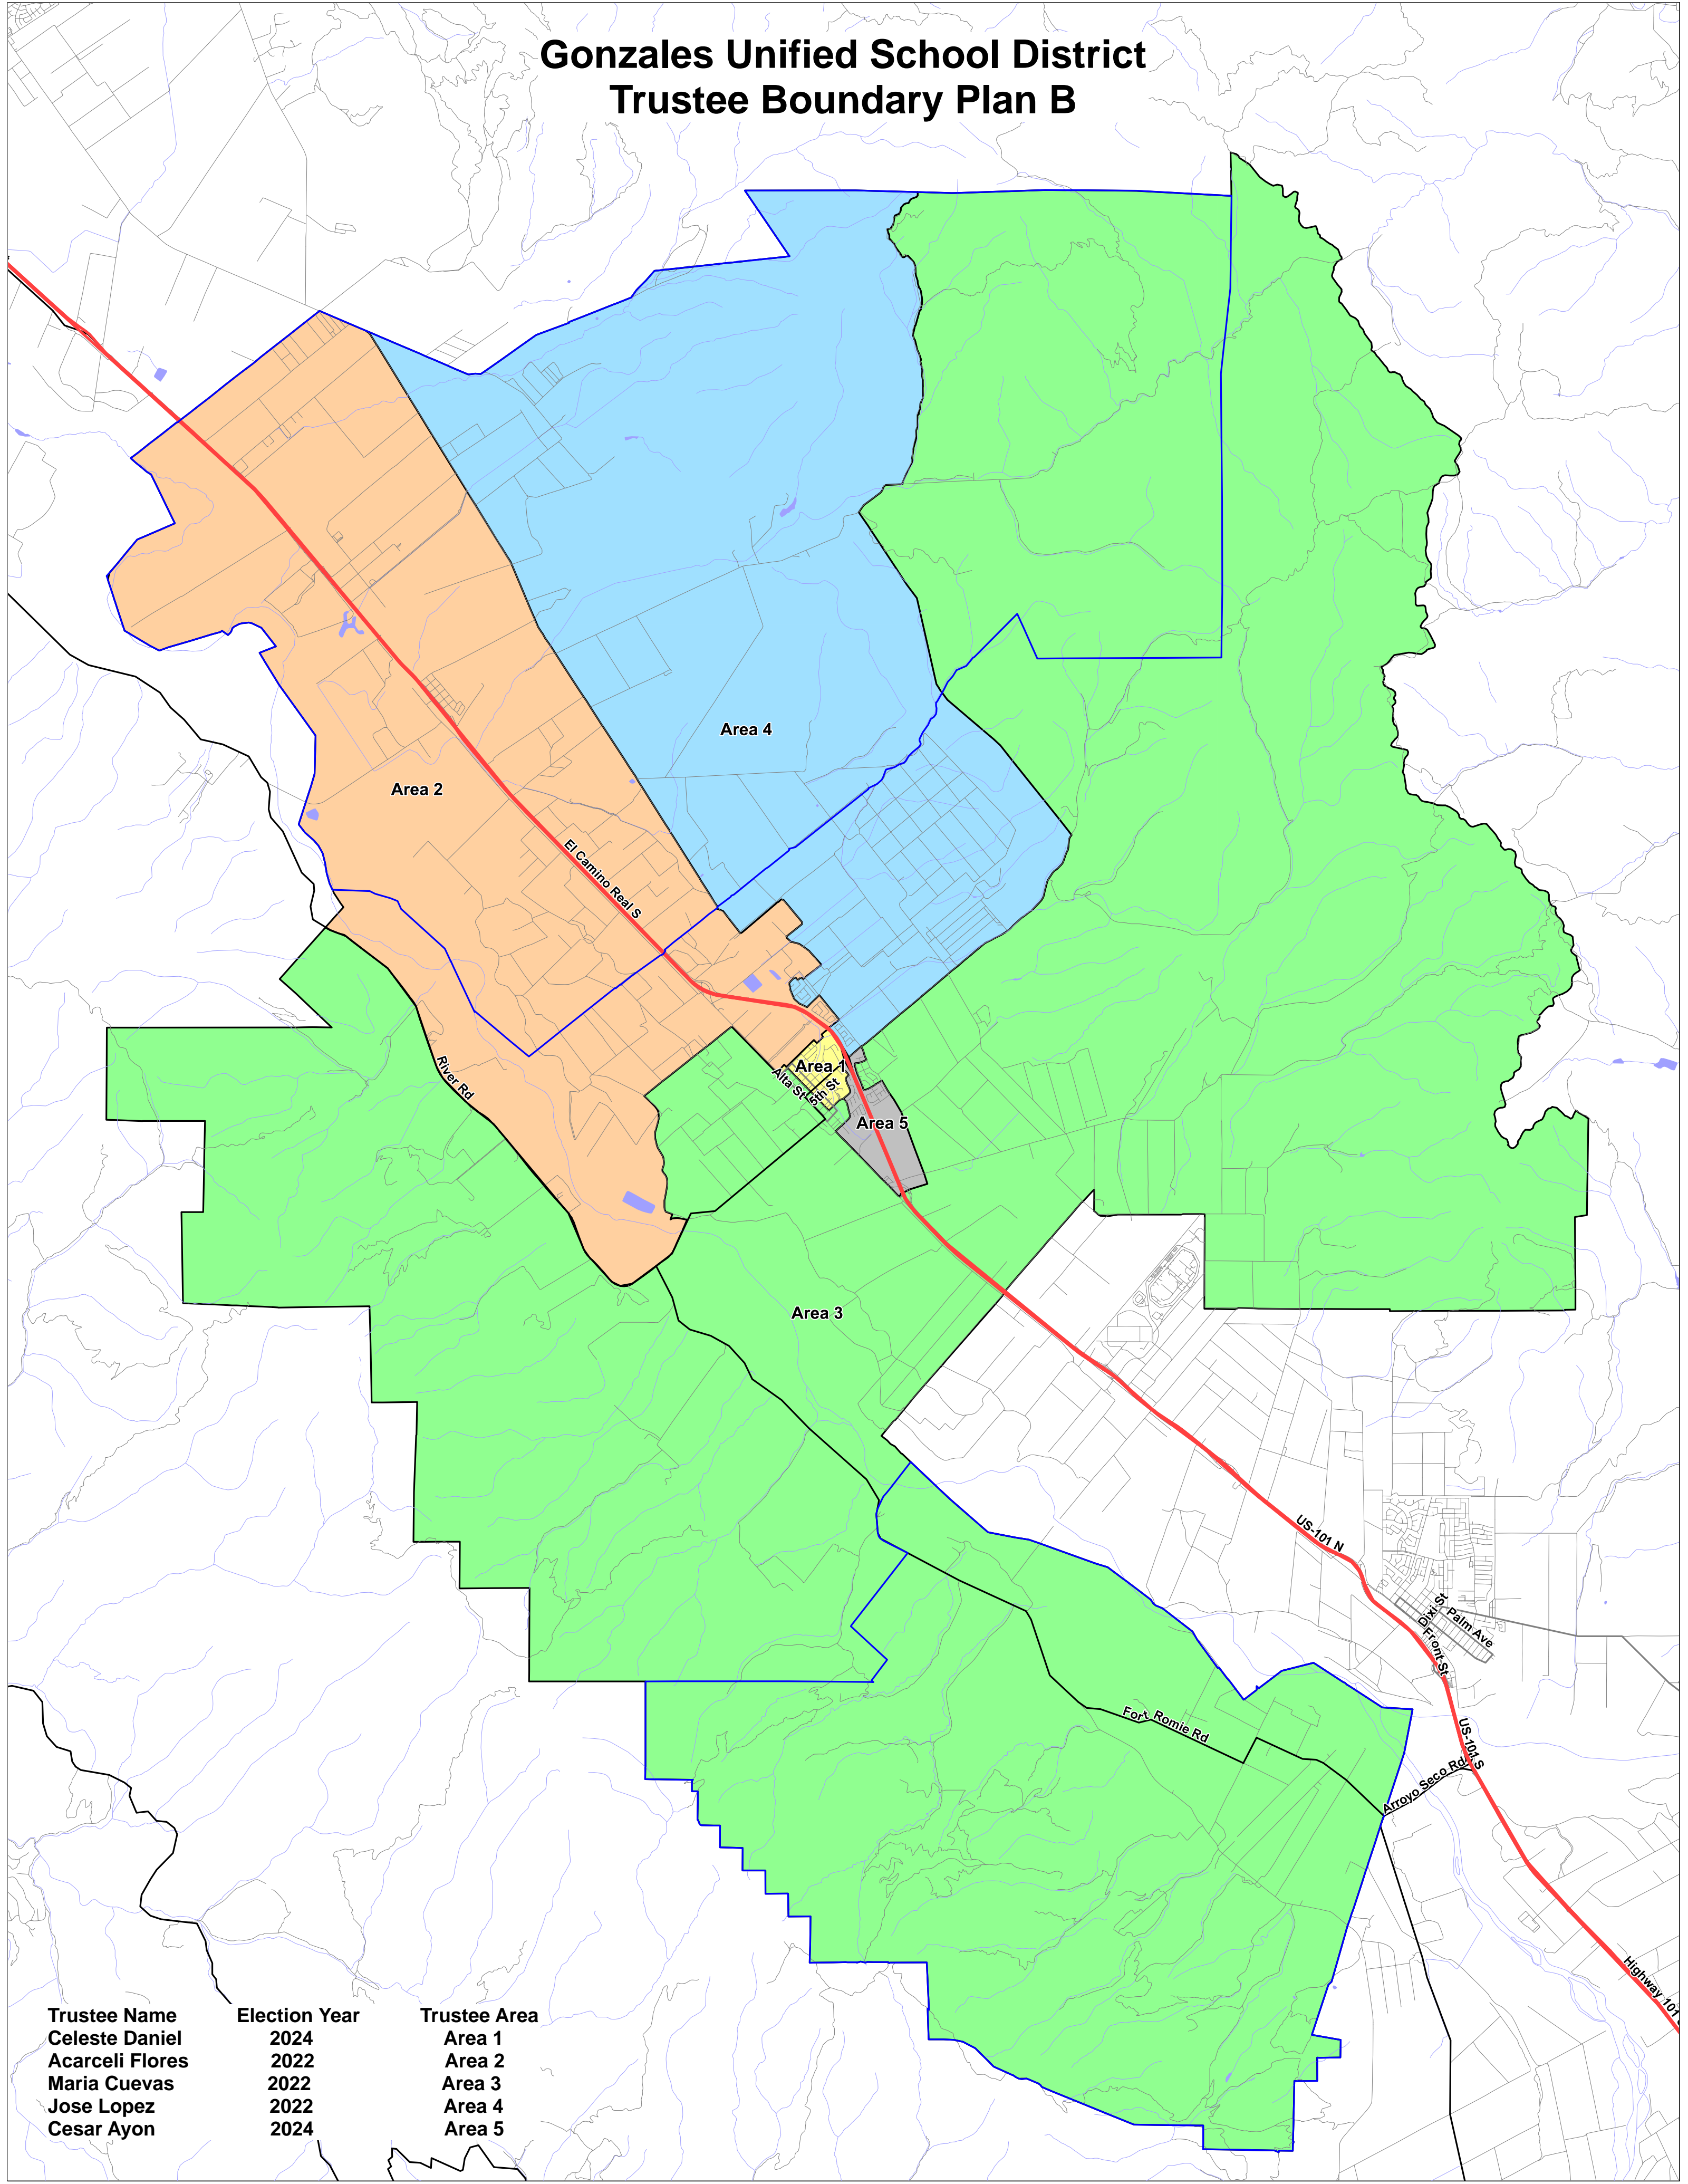 Gonzales Unified School District
Trustee Boundary Plan B
Area 4
Area 2
El Camino Real S
Area 1
Alta St
5th St
River Rd
Area 5
Area 3
US-101 N
Dixi St
Palm Ave
Front St
Fort Romie Rd
US-101 S
Arroyo Seco Rd
Highway 101
Trustee Name Election Year Trustee Area
Celeste Daniel 2024 Area 1
Acarceli Flores 2022 Area 2
Maria Cuevas 2022 Area 3
Jose Lopez 2022 Area 4
Cesar Ayon 2024 Area 5